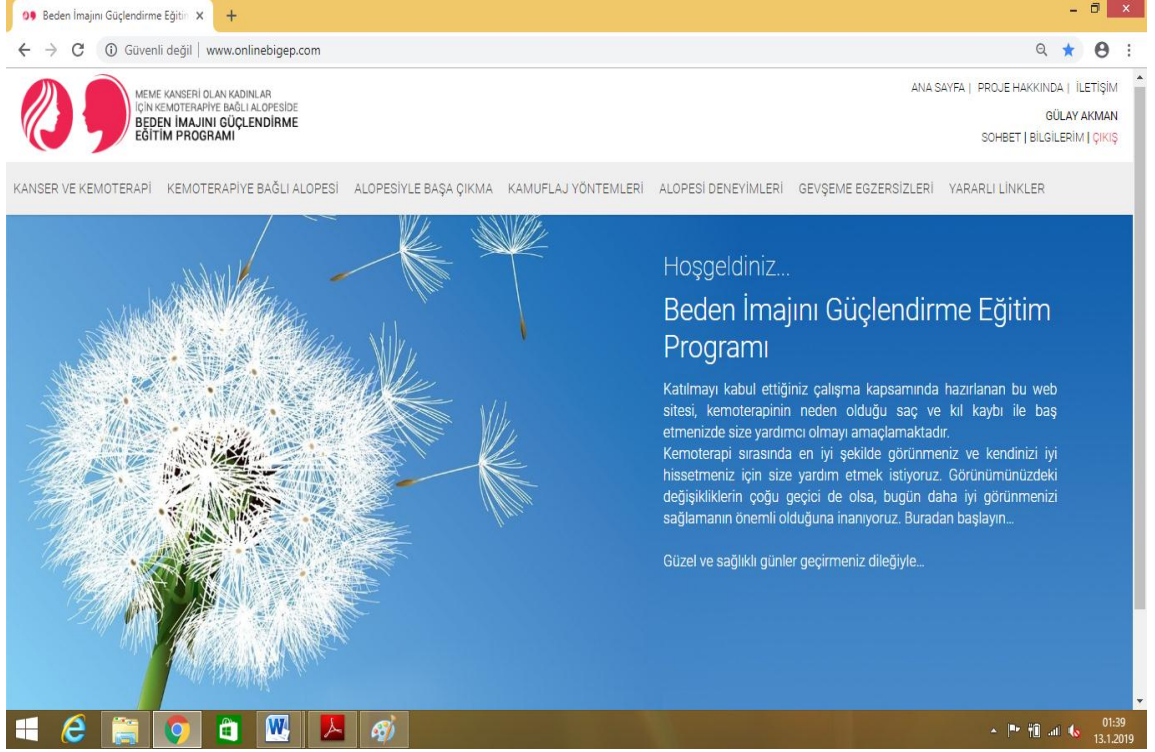 Beden İmajını Güçlendirme Eğitin
Güvenli değil | www.onlinebigep.com
MEME KANSERİ OLAN KADINLAR
İÇİN KEMOTERAPİYE BAĞLI ALOPESİDE
BEDEN İMAJINI GÜÇLENDİRME
EĞİTİM PROGRAMI
ANA SAYFA | PROJE HAKKINDA | İLETİŞİM
GÜLAY AKMAN
SOHBET | BİLGİLERİM | ÇIKIŞ
KANSER VE KEMOTERAPİ KEMOTERAPİYE BAĞLI ALOPESİ ALOPESİYLE BAŞA ÇIKMA KAMUFLAJ YÖNTEMLERİ ALOPESİ DENEYİMLERİ GEVŞEME EGZERSİZLERİ YARARLI LİNKLER
Hoşgeldiniz...
Beden İmajını Güçlendirme Eğitim
Programı
Katılmayı kabul ettiğiniz çalışma kapsamında hazırlanan bu web
sitesi, kemoterapinin neden olduğu saç ve kıl kaybı ile baş
etmenizde size yardımcı olmayı amaçlamaktadır.
Kemoterapi sırasında en iyi şekilde görünmeniz ve kendinizi iyi
hissetmeniz için size yardım etmek istiyoruz. Görünümünüzdeki
değişikliklerin çoğu geçici de olsa, bugün daha iyi görünmenizi
sağlamanın önemli olduğuna inanıyoruz. Buradan başlayın...
Güzel ve sağlıklı günler geçirmeniz dileğiyle...
01:39
13.1.2019